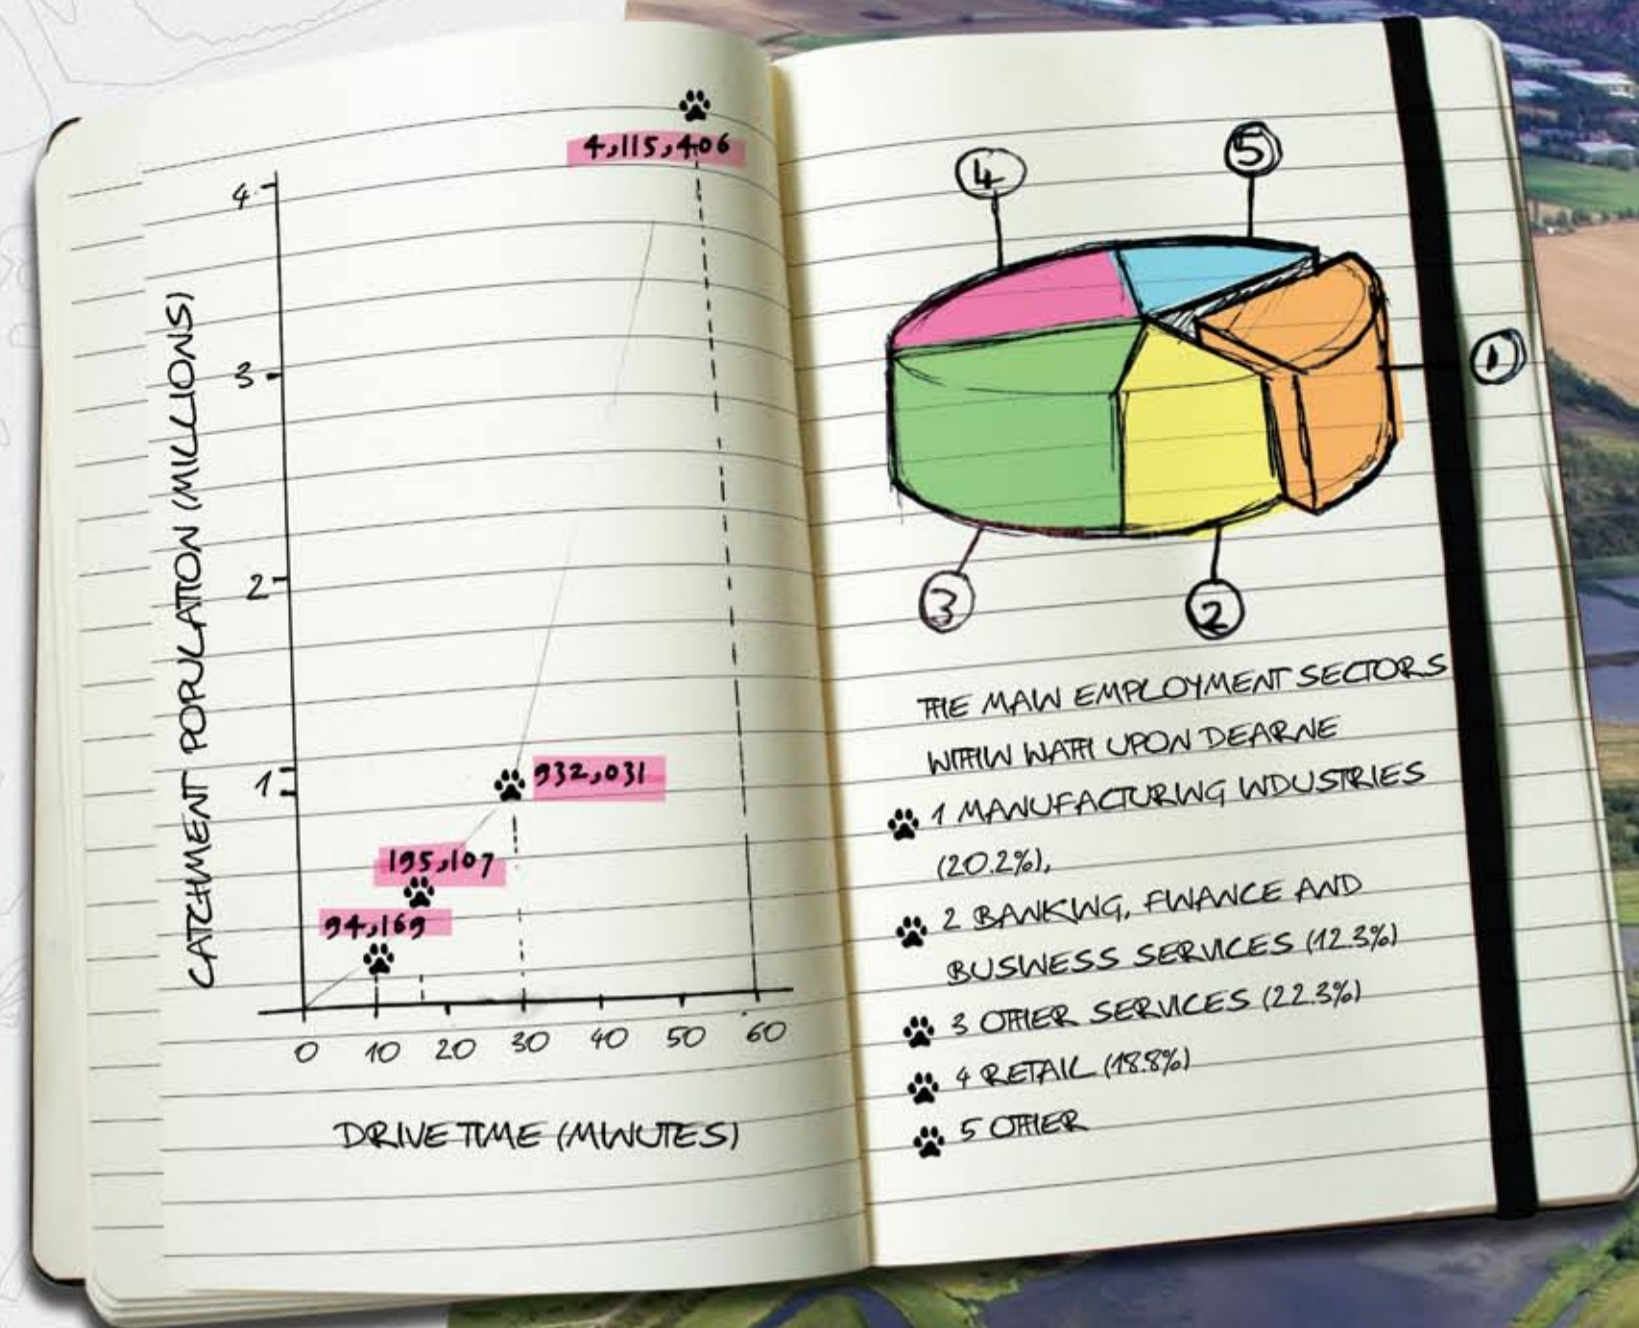 4,115,406
4
3
2
1
CATCHMENT POPULATION (MILLIONS)
932,031
195,107
94,169
0 10 20 30 40 50 60
DRIVE TIME (MINUTES)
4
5
1
3
2
THE MAIN EMPLOYMENT SECTORS
WITHIN WATH UPON DEARNE
1 MANUFACTURING INDUSTRIES
(20.2%),
2 BANKING, FINANCE AND
BUSINESS SERVICES (12.3%)
3 OTHER SERVICES (22.3%)
4 RETAIL (18.8%)
5 OTHER